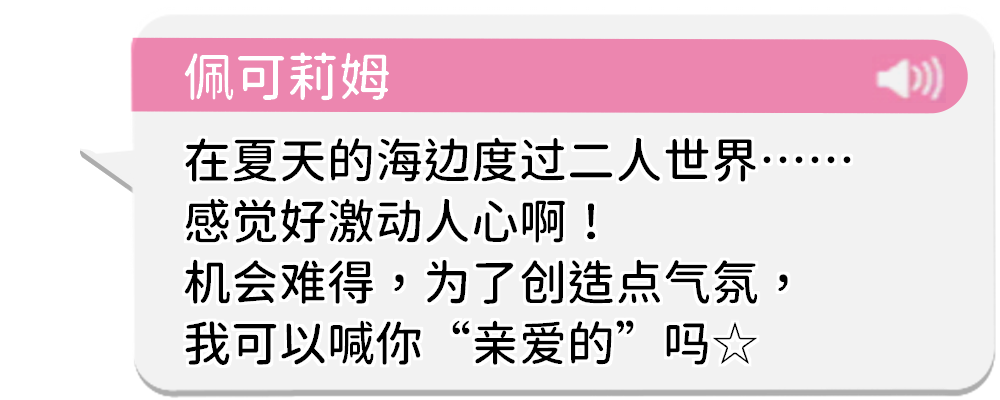 佩可莉姆
在夏天的海边度过二人世界……
感觉好激动人心啊！
机会难得，为了创造点气氛，
我可以喊你“亲爱的”吗☆